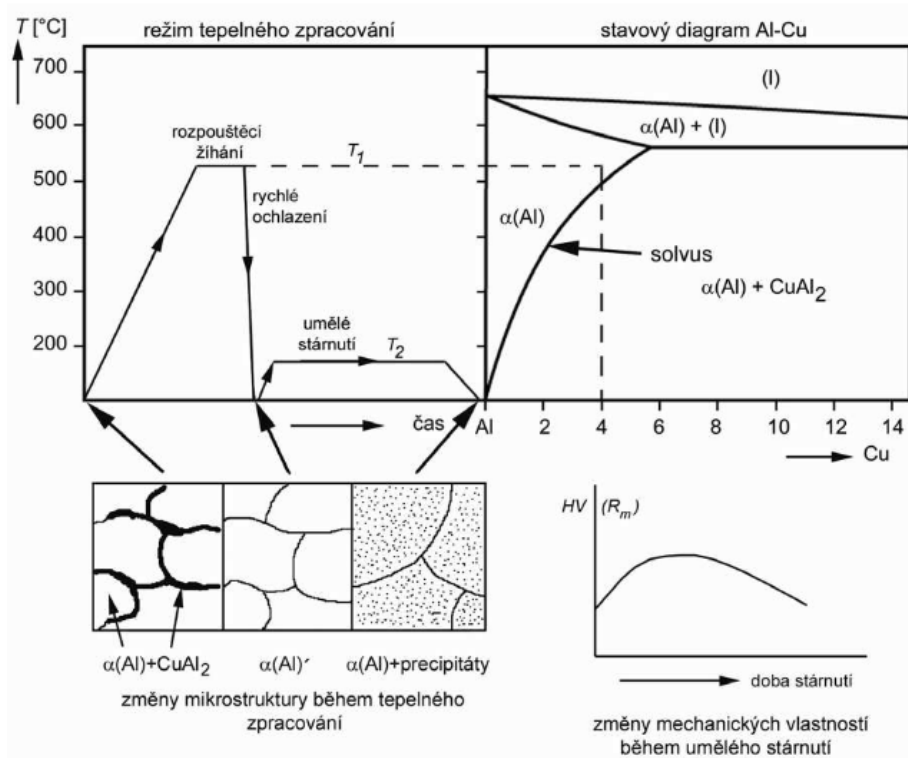 T [°C]
režim tepelného zpracování
stavový diagram Al-Cu
700
600
500
400
300
200
rozpouštěcí
žíhání
T1
rychlé
ochlazení
umělé
stárnutí
T2
čas
(l)
α(Al) + (l)
α(Al)
solvus
α(Al) + CuAl2
Al
2
4
6
8
10
12
14
Cu
α(Al)+CuAl2
α(Al)´
α(Al)+precipitáty
změny mikrostruktury během tepelného
zpracování
HV
(Rm)
doba stárnutí
změny mechanických vlastností
během umělého stárnutí